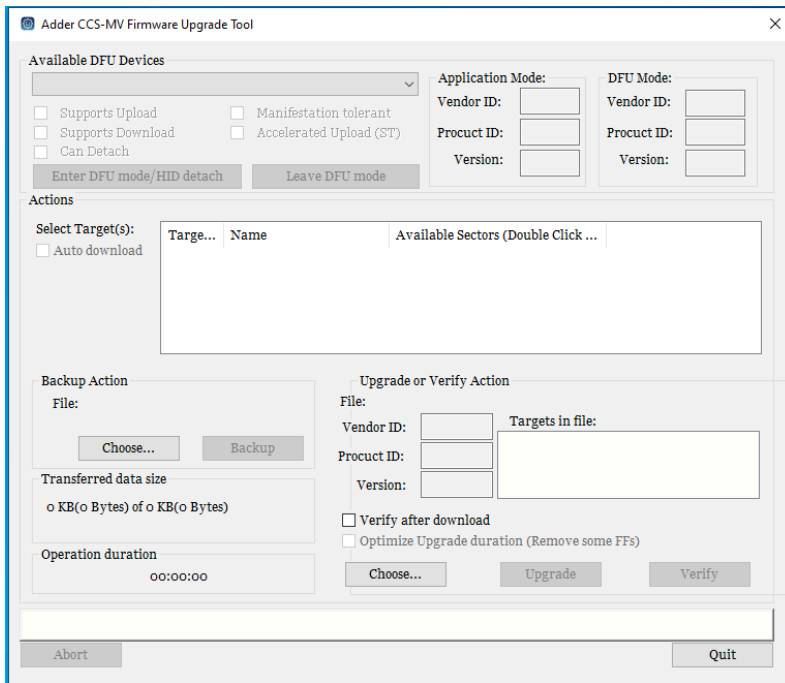 Adder CCS-MV Firmware Upgrade Tool
Available DFU Devices
Supports Upload
Manifestation tolerant
Supports Download
Accelerated Upload (ST)
Can Detach
Enter DFU mode/HID detach
Leave DFU mode
Application Mode:
Vendor ID:
Procuct ID:
Version:
DFU Mode:
Vendor ID:
Procuct ID:
Version:
Actions
Select Target(s):
Auto download
Targe... Name Available Sectors (Double Click ...
Backup Action
File:
Choose... Backup
Transferred data size
0 KB(0 Bytes) of 0 KB(0 Bytes)
Operation duration
00:00:00
Upgrade or Verify Action
File:
Vendor ID:
Procuct ID:
Version:
Targets in file:
Verify after download
Optimize Upgrade duration (Remove some FFs)
Choose... Upgrade Verify
Abort
Quit